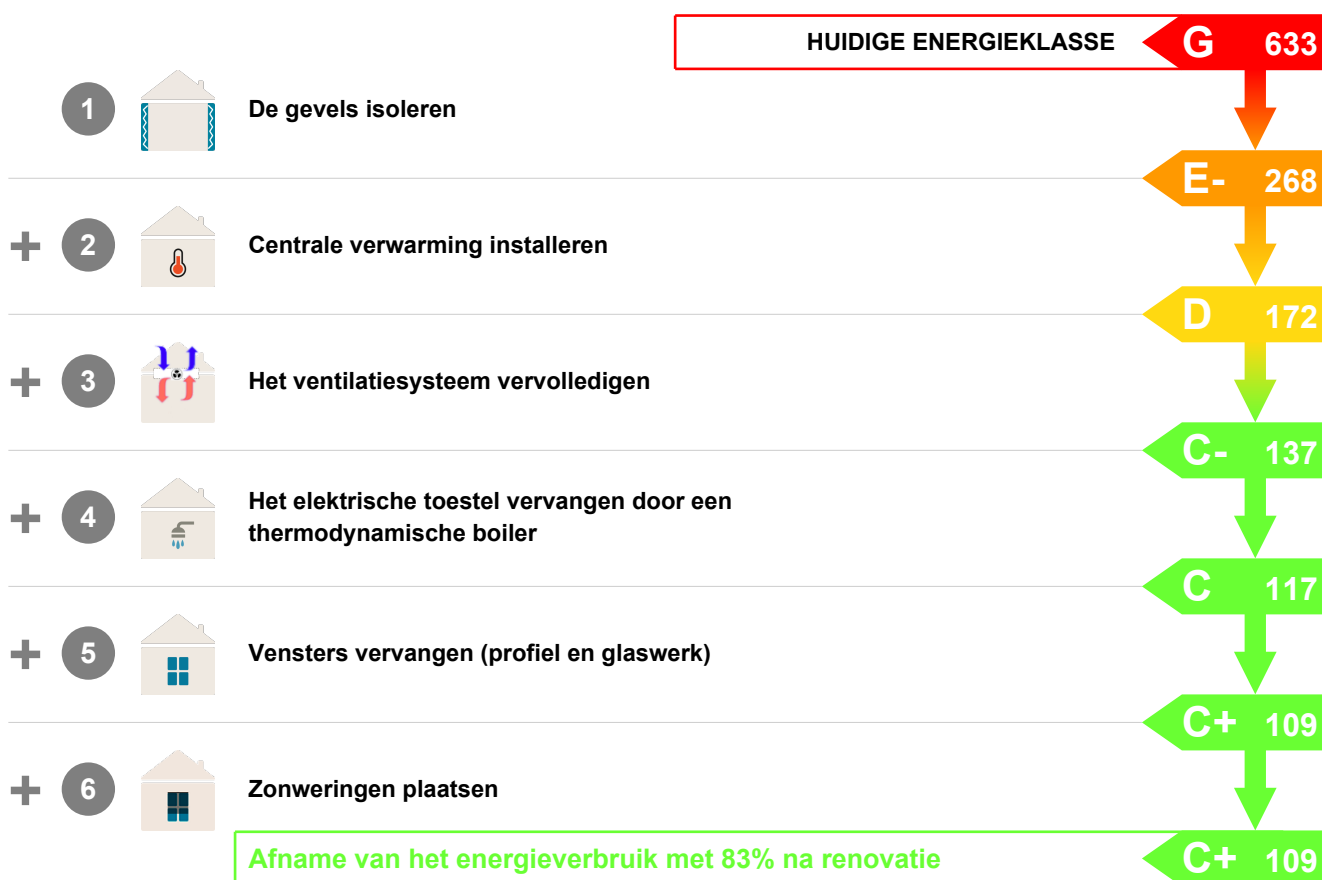 HUIDIGE ENERGIEKLASSE G 633
1 De gevels isoleren
E- 268
+ 2 Centrale verwarming installeren
D 172
+ 3 Het ventilatiesysteem vervolledigen
C- 137
+ 4 Het elektrische toestel vervangen door een
thermodynamische boiler
C 117
+ 5 Vensters vervangen (profiel en glaswerk)
C+ 109
+ 6 Zonweringen plaatsen
Afname van het energieverbruik met 83% na renovatie C+ 109